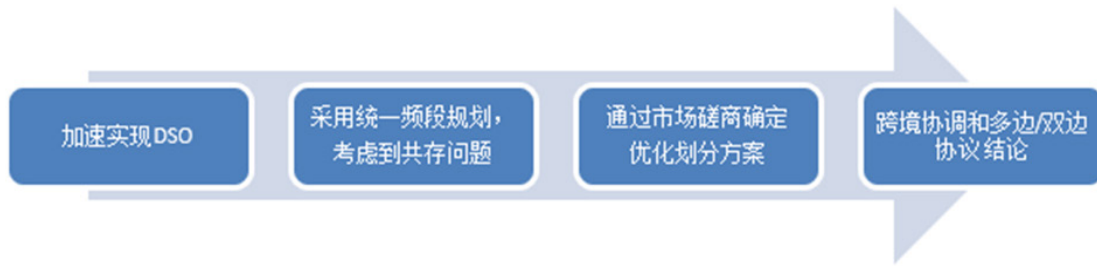 加速实现DSO
采用统一频段规划，
考虑到共存问题
通过市场磋商确定
优化划分方案
跨境协调和多边/双边
协议结论